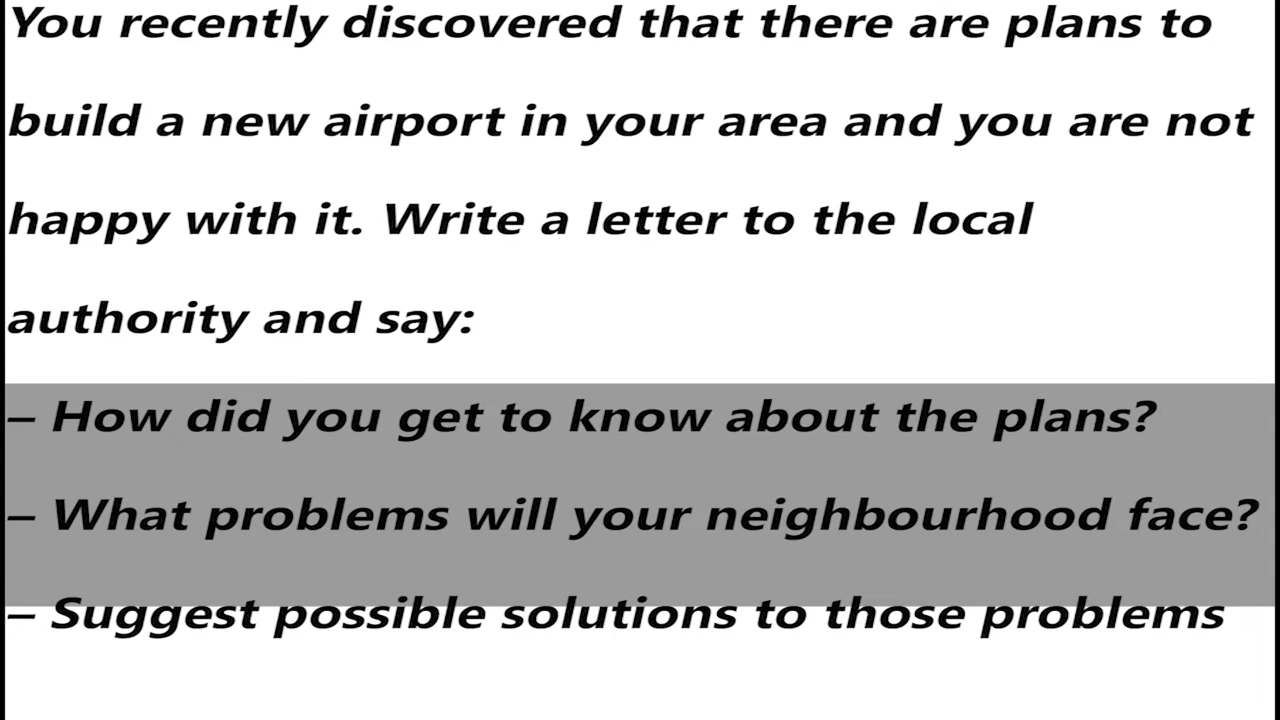 You recently discovered that there are plans to
build a new airport in your area and you are not
happy with it. Write a letter to the local
authority and say:
– How did you get to know about the plans?
– What problems will your neighbourhood face?
– Suggest possible solutions to those problems